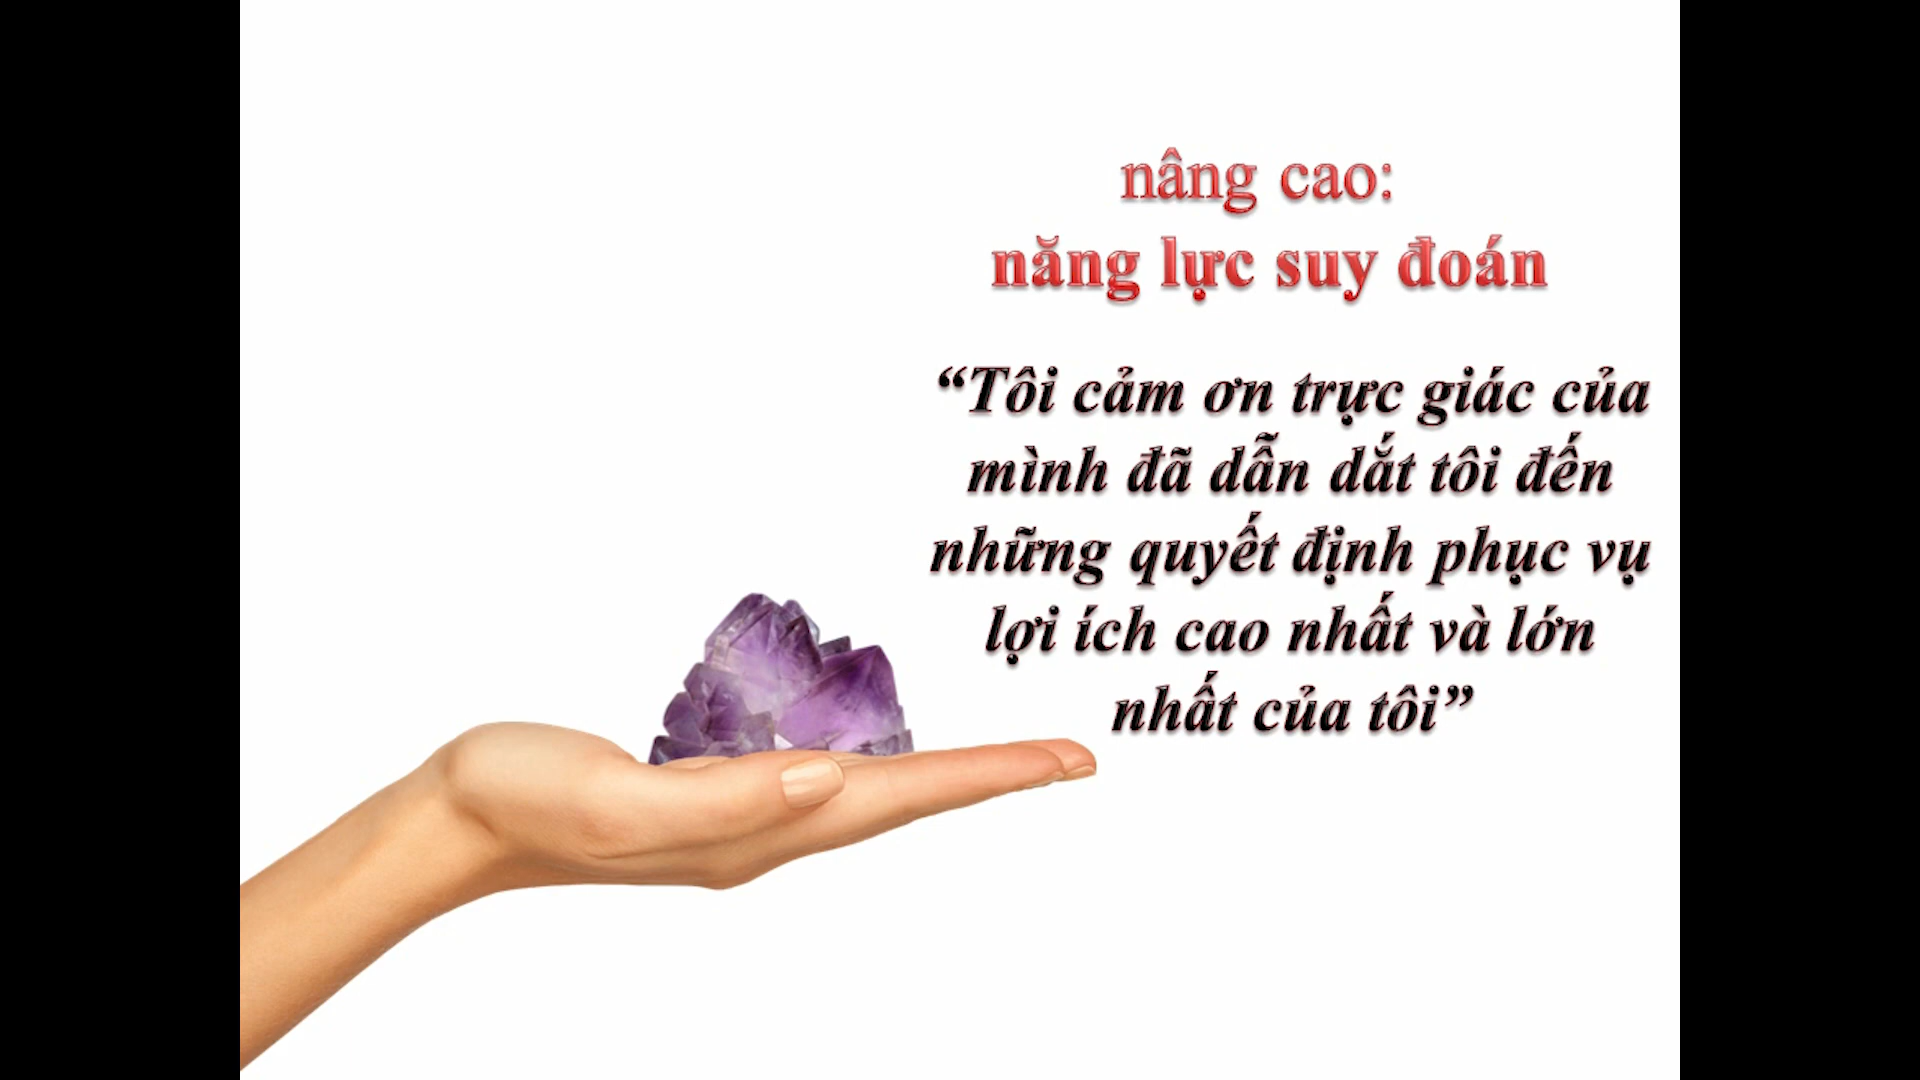 nâng cao:
năng lực suy đoán
“Tôi cảm ơn trực giác của
mình đã dẫn dắt tôi đến
những quyết định phục vụ
lợi ích cao nhất và lớn
nhất của tôi”